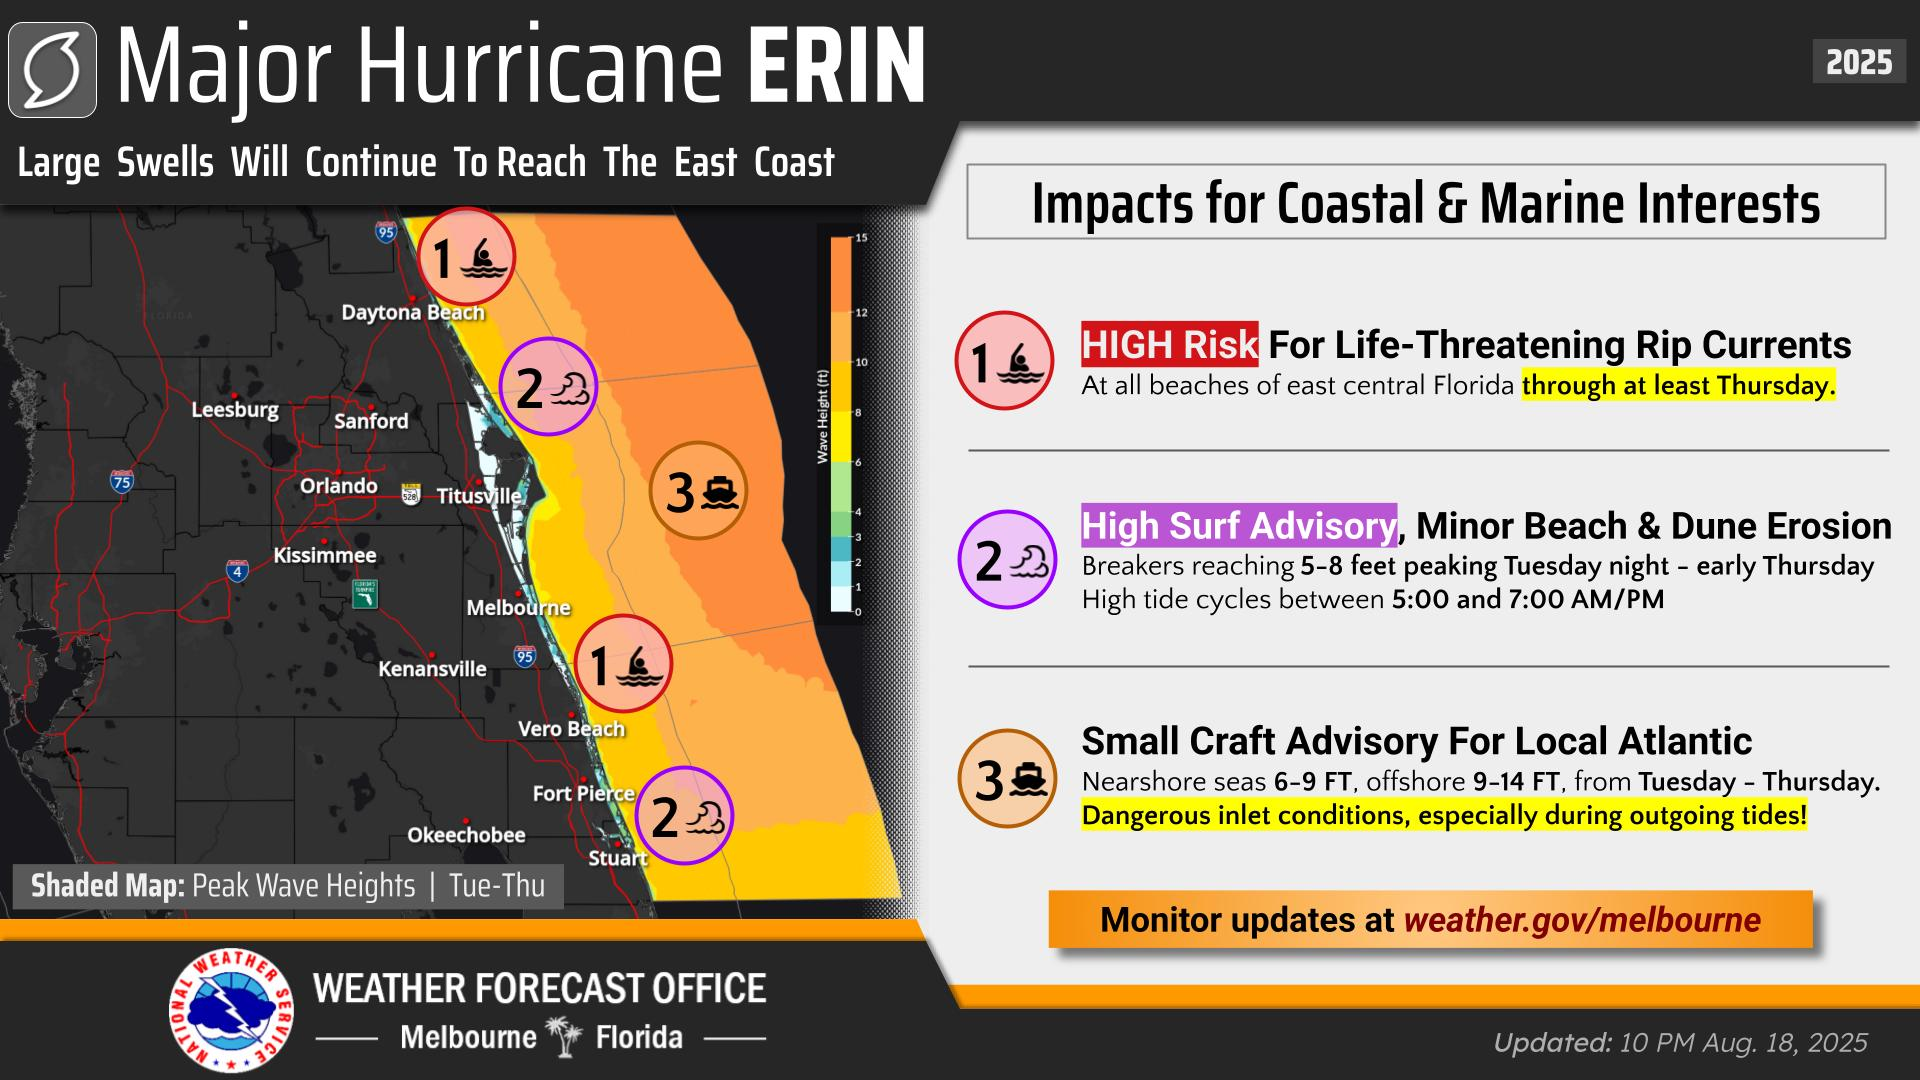 Major Hurricane ERIN
2025
Large Swells Will Continue To Reach The East Coast
Impacts for Coastal & Marine Interests
95
1
Daytona Beach
2
Leesburg
Sanford
75
Orlando
528
Titusville
3
Kissimmee
4
FLORIDA'S
TURNPIKE
Melbourne
95
1
Kenansville
Vero Beach
Fort Pierce
2
Okeechobee
Stuart
FLORIDA
Wave Height (ft)
15
12
10
8
6
4
3
2
1
0
Shaded Map: Peak Wave Heights | Tue-Thu
1
HIGH Risk For Life-Threatening Rip Currents
At all beaches of east central Florida through at least Thursday.
2
High Surf Advisory, Minor Beach & Dune Erosion
Breakers reaching 5-8 feet peaking Tuesday night - early Thursday
High tide cycles between 5:00 and 7:00 AM/PM
3
Small Craft Advisory For Local Atlantic
Nearshore seas 6-9 FT, offshore 9-14 FT, from Tuesday - Thursday.
Dangerous inlet conditions, especially during outgoing tides!
Monitor updates at weather.gov/melbourne
NATIONAL WEATHER SERVICE
WEATHER FORECAST OFFICE
Melbourne Florida
Updated: 10 PM Aug. 18, 2025